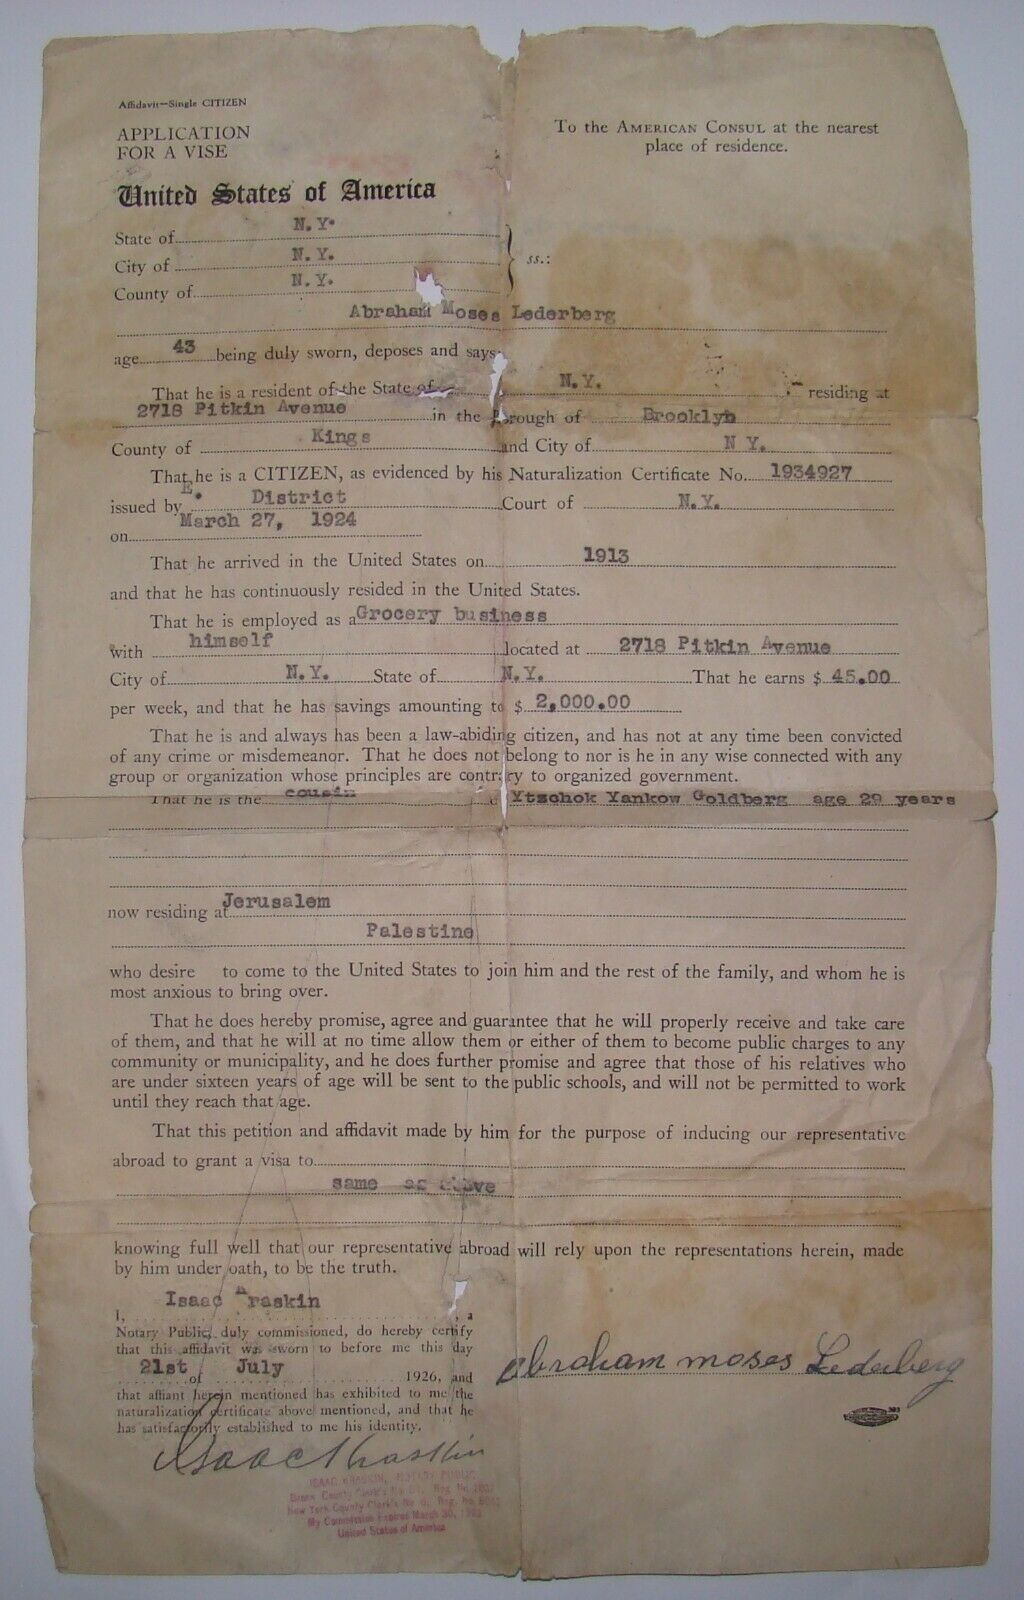 Affidavit—Single CITIZEN
APPLICATION
FOR A VISE
To the AMERICAN CONSUL at the nearest
place of residence.
United States of America
State of N.Y.
City of N.Y. ss.:
County of N.Y.
Abraham Moses Lederberg
age 43 being duly sworn, deposes and says
That he is a resident of the State of N.Y. residing at
2718 Pitkin Avenue in the Borough of Brooklyn
County of Kings and City of N Y.
That he is a CITIZEN, as evidenced by his Naturalization Certificate No. 1934927
issued by E. District Court of N.Y.
on March 27, 1924
That he arrived in the United States on 1913
and that he has continuously resided in the United States.
That he is employed as a Grocery business
with himself located at 2718 Pitkin Avenue
City of N.Y. State of N.Y. That he earns $ 45.00
per week, and that he has savings amounting to $ 2,000.00
That he is and always has been a law-abiding citizen, and has not at any time been convicted
of any crime or misdemeanor. That he does not belong to nor is he in any wise connected with any
group or organization whose principles are contrary to organized government.
That he is the cousin of Ytzchok Yankow Goldberg age 29 years
now residing at Jerusalem
Palestine
who desire to come to the United States to join him and the rest of the family, and whom he is
most anxious to bring over.
That he does hereby promise, agree and guarantee that he will properly receive and take care
of them, and that he will at no time allow them or either of them to become public charges to any
community or municipality, and he does further promise and agree that those of his relatives who
are under sixteen years of age will be sent to the public schools, and will not be permitted to work
until they reach that age.
That this petition and affidavit made by him for the purpose of inducing our representative
abroad to grant a visa to
same as above
knowing full well that our representative abroad will rely upon the representations herein, made
by him under oath, to be the truth.
Isaac Kraskin
I, , a
Notary Public, duly commissioned, do hereby certify
that this affidavit was sworn to before me this day
21st of July 1926, and
that affiant herein mentioned has exhibited to me the
naturalization certificate above mentioned, and that he
has satisfactorily established to me his identity.
Abraham Moses Lederberg
Isaac Kraskin
ISAAC KRASKIN, NOTARY PUBLIC
Bronx County Clerk's No. Reg. No.
New York County Clerk's No. Reg. No.
My Commission Expires March 30,
United States of America